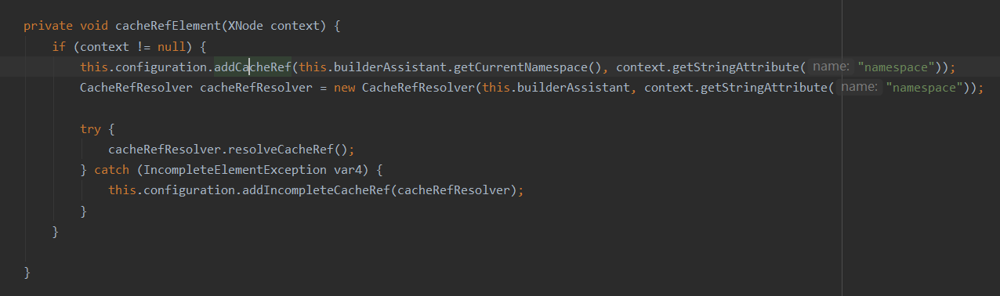 private void cacheRefElement(XNode context) {
if (context != null) {
this.configuration.addCacheRef(this.builderAssistant.getCurrentNamespace(), context.getStringAttribute( name: "namespace"));
CacheRefResolver cacheRefResolver = new CacheRefResolver(this.builderAssistant, context.getStringAttribute( name: "namespace"));
try {
cacheRefResolver.resolveCacheRef();
} catch (IncompleteElementException var4) {
this.configuration.addIncompleteCacheRef(cacheRefResolver);
}
}
}